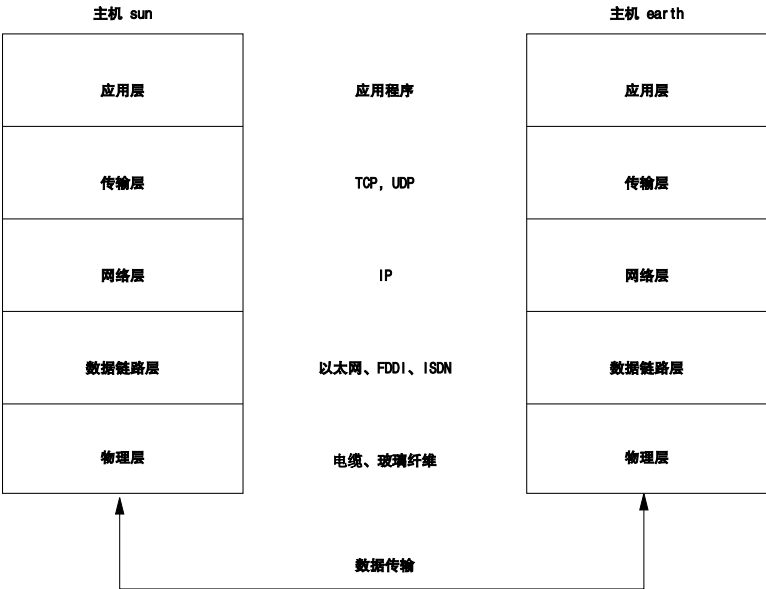 主机 sun 主机 earth
应用层 应用程序 应用层
传输层 TCP, UDP 传输层
网络层 IP 网络层
数据链路层 以太网、FDDI、ISDN 数据链路层
物理层 电缆、玻璃纤维 物理层
数据传输